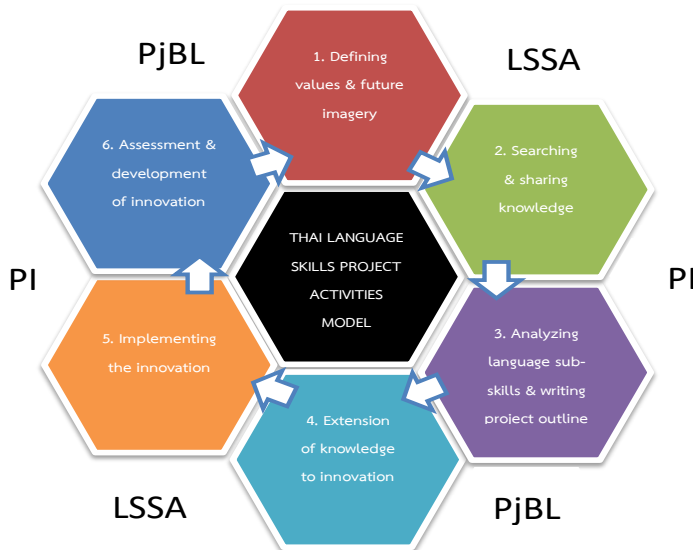 PjBL
1. Defining
values & future
imagery
LSSA
6. Assessment &
development
of innovation
2. Searching
& sharing
knowledge
THAI LANGUAGE
SKILLS PROJECT
ACTIVITIES
MODEL
PI
5. Implementing
the innovation
3. Analyzing
language sub-
skills & writing
project outline
4. Extension
of knowledge
to innovation
LSSA
PjBL